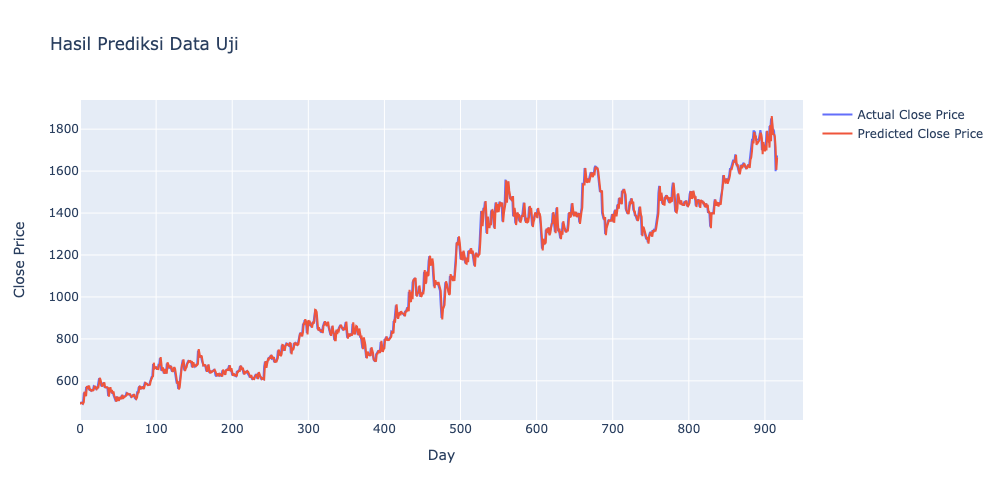 Hasil Prediksi Data Uji
Actual Close Price
Predicted Close Price
Close Price
1800
1600
1400
1200
1000
800
600
0 100 200 300 400 500 600 700 800 900
Day